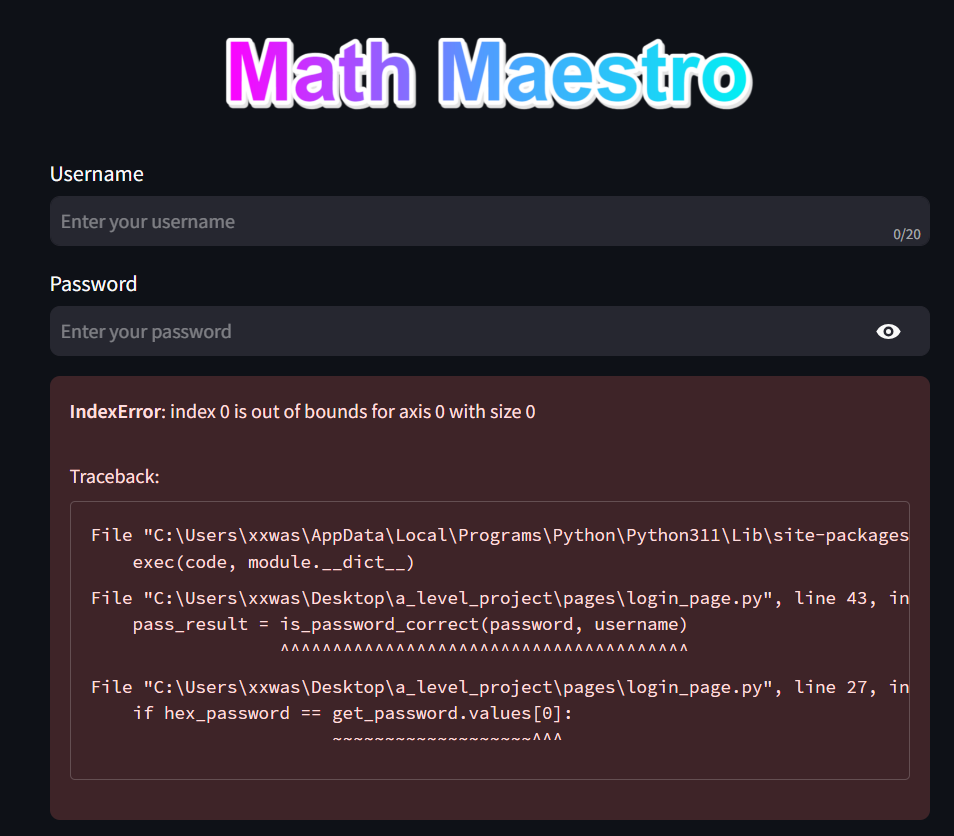 Math Maestro
Username
Enter your username
0/20
Password
Enter your password
IndexError: index 0 is out of bounds for axis 0 with size 0
Traceback:
File "C:\Users\xxwas\AppData\Local\Programs\Python\Python311\Lib\site-packages
exec(code, module.__dict__)
File "C:\Users\xxwas\Desktop\a_level_project\pages\login_page.py", line 43, in
pass_result = is_password_correct(password, username)
^^^^^^^^^^^^^^^^^^^^^^^^^^^^^^^^^^^^^^^
File "C:\Users\xxwas\Desktop\a_level_project\pages\login_page.py", line 27, in
if hex_password == get_password.values[0]:
~~~~~~~~~~~~~~~~~~~^^^